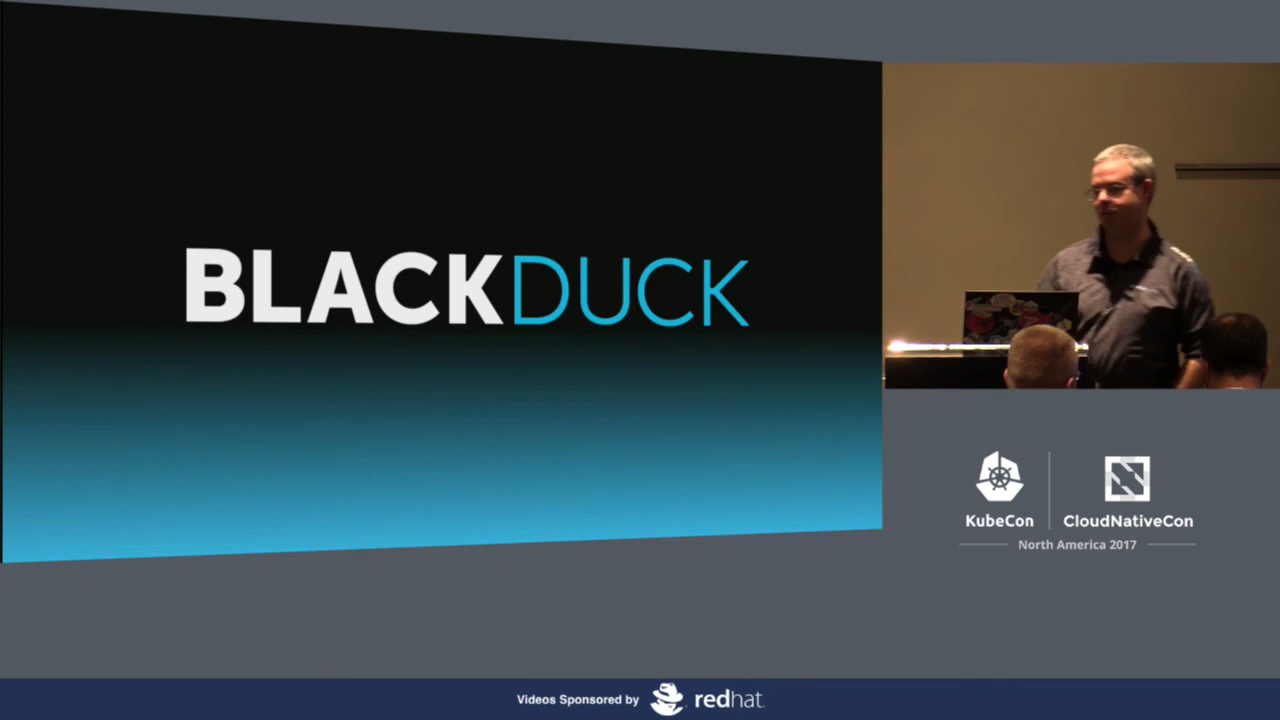 BLACKDUCK
KubeCon
CloudNativeCon
North America 2017
Videos Sponsored by redhat.